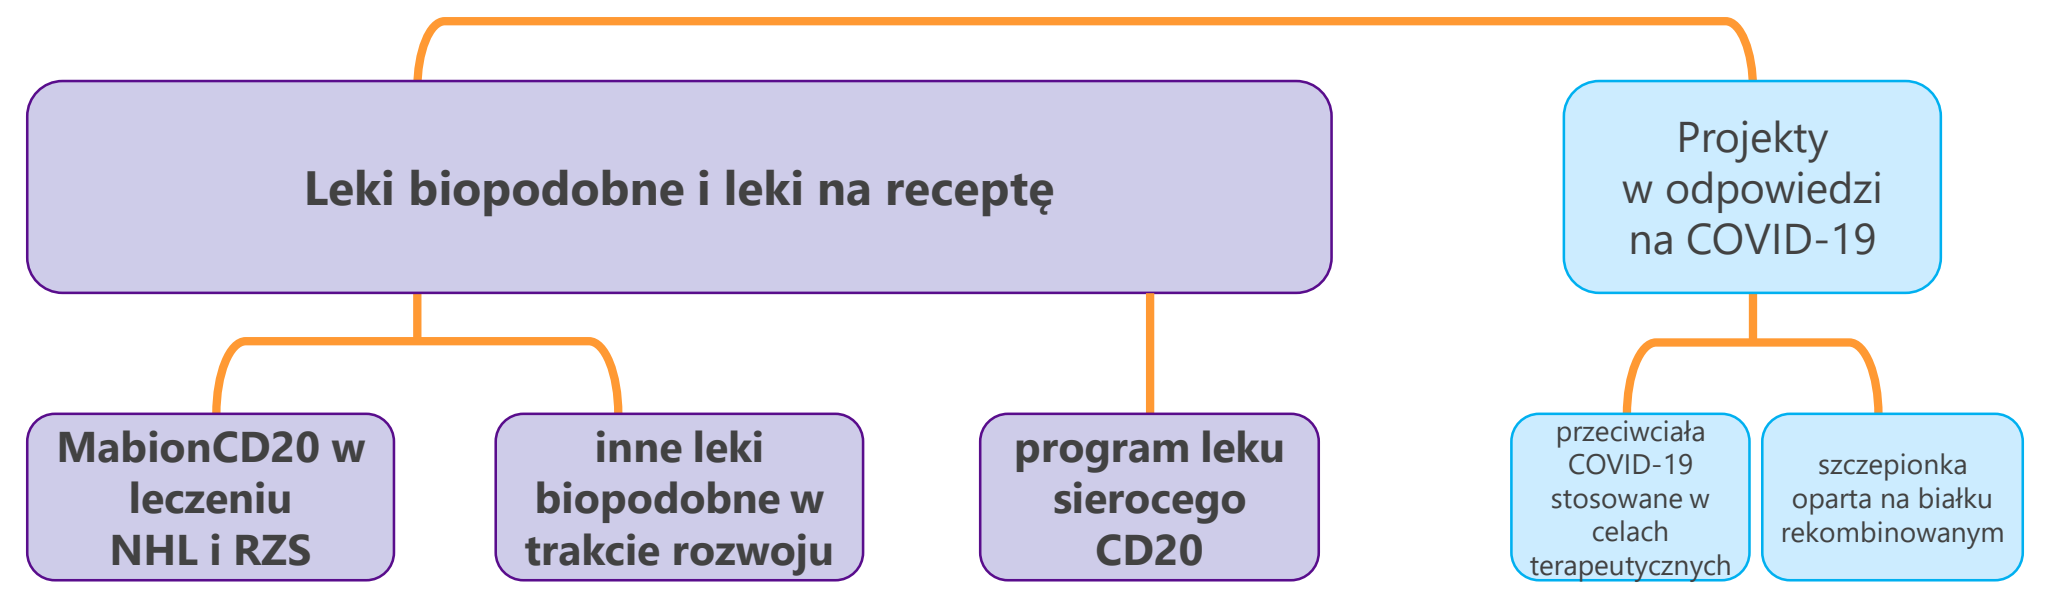 Leki biopodobne i leki na receptę
Projekty
w odpowiedzi
na COVID-19
MabionCD20 w
leczeniu
NHL i RZS
inne leki
biopodobne w
trakcie rozwoju
program leku
sierocego
CD20
przeciwciała
COVID-19
stosowane w
celach
terapeutycznych
szczepionka
oparta na białku
rekombinowanym